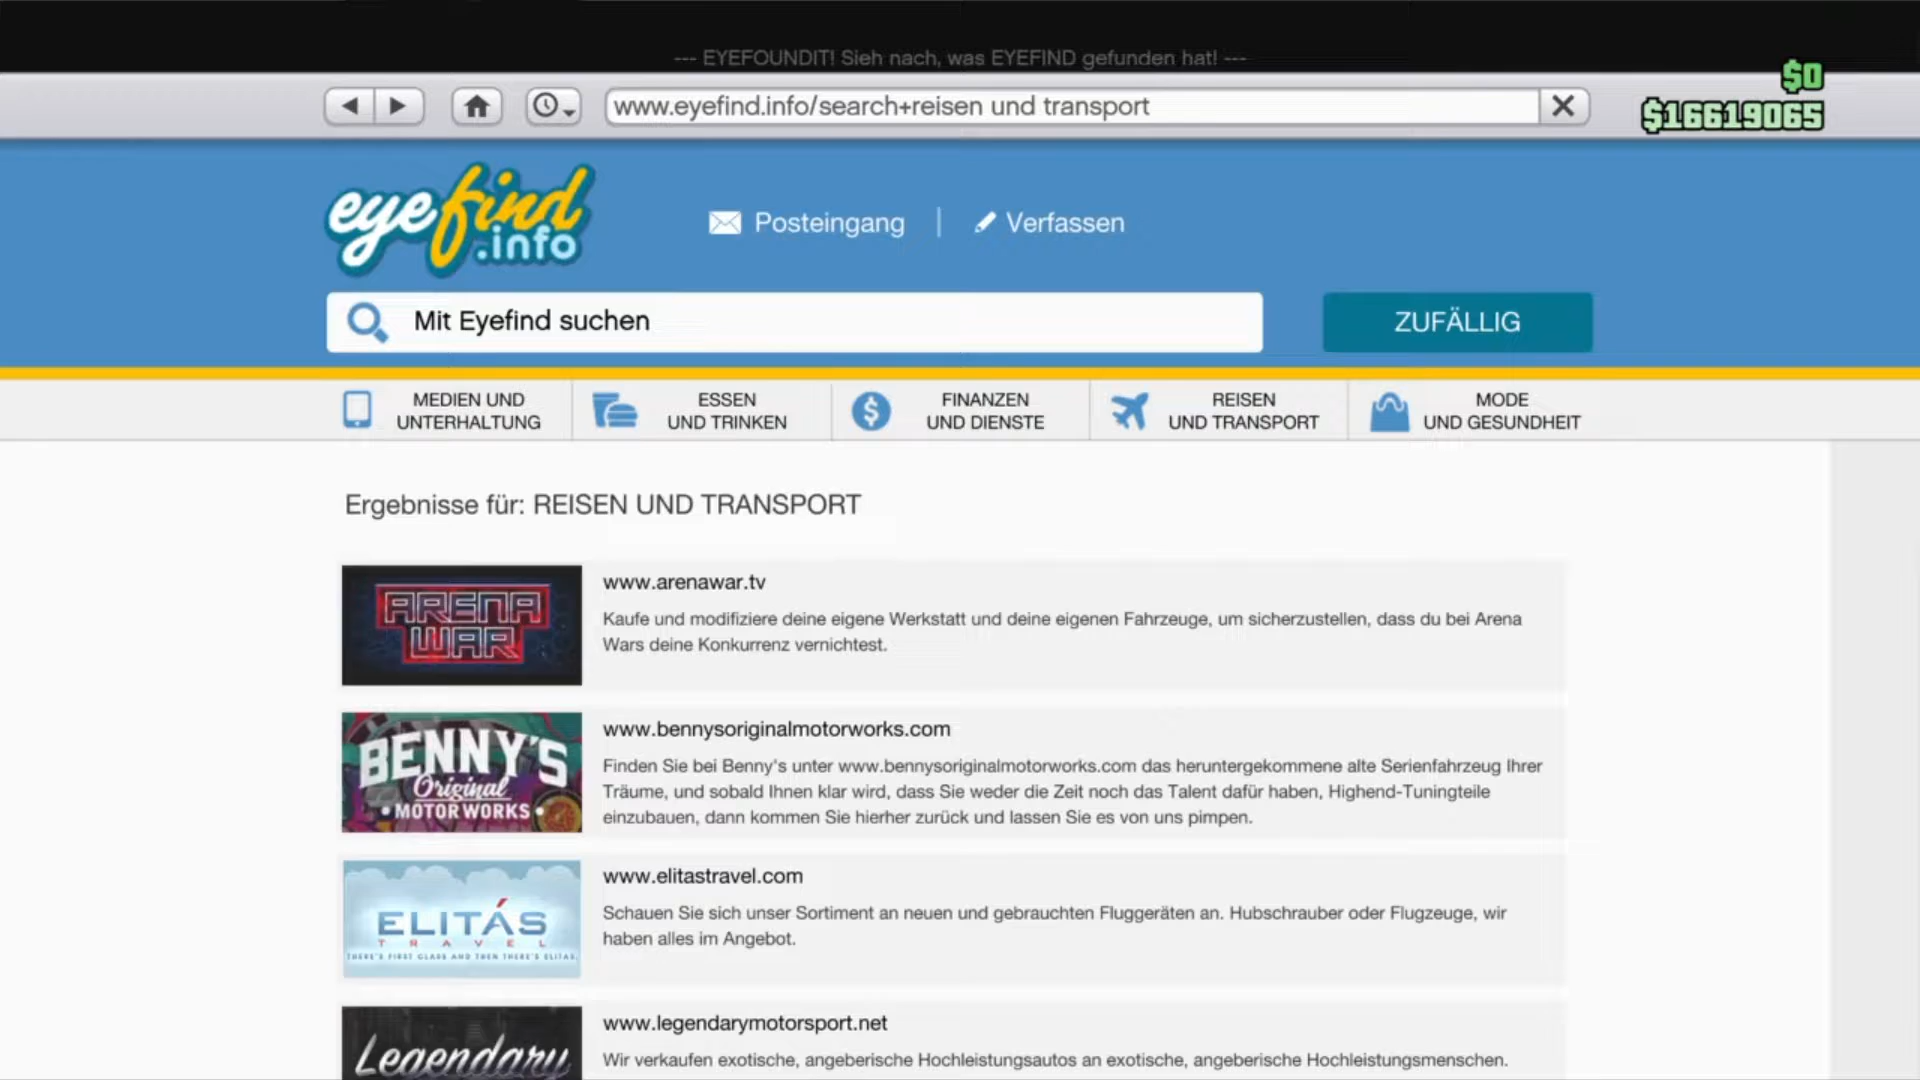 --- EYEFOUNDIT! Sieh nach, was EYEFIND gefunden hat! ---
$0
www.eyefind.info/search+reisen und transport
$16619065
eyefind
.info
Posteingang
Verfassen
Mit Eyefind suchen
ZUFÄLLIG
MEDIEN UND
UNTERHALTUNG
ESSEN
UND TRINKEN
FINANZEN
UND DIENSTE
REISEN
UND TRANSPORT
MODE
UND GESUNDHEIT
Ergebnisse für: REISEN UND TRANSPORT
ARENA
WAR
www.arenawar.tv
Kaufe und modifiziere deine eigene Werkstatt und deine eigenen Fahrzeuge, um sicherzustellen, dass du bei Arena
Wars deine Konkurrenz vernichtest.
BENNY'S
Original
• MOTOR WORKS •
www.bennysoriginalmotorworks.com
Finden Sie bei Benny's unter www.bennysoriginalmotorworks.com das heruntergekommene alte Serienfahrzeug Ihrer
Träume, und sobald Ihnen klar wird, dass Sie weder die Zeit noch das Talent dafür haben, Highend-Tuningteile
einzubauen, dann kommen Sie hierher zurück und lassen Sie es von uns pimpen.
ELITÁS
TRAVEL
THERE'S FIRST CLASS AND THEN THERE'S ELITAS.
www.elitastravel.com
Schauen Sie sich unser Sortiment an neuen und gebrauchten Fluggeräten an. Hubschrauber oder Flugzeuge, wir
haben alles im Angebot.
Legendary
www.legendarymotorsport.net
Wir verkaufen exotische, angeberische Hochleistungsautos an exotische, angeberische Hochleistungsmenschen.